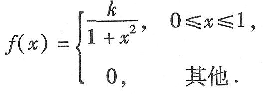 f(x) = { k/(1+x²), 0≤x≤1,
0, 其他.